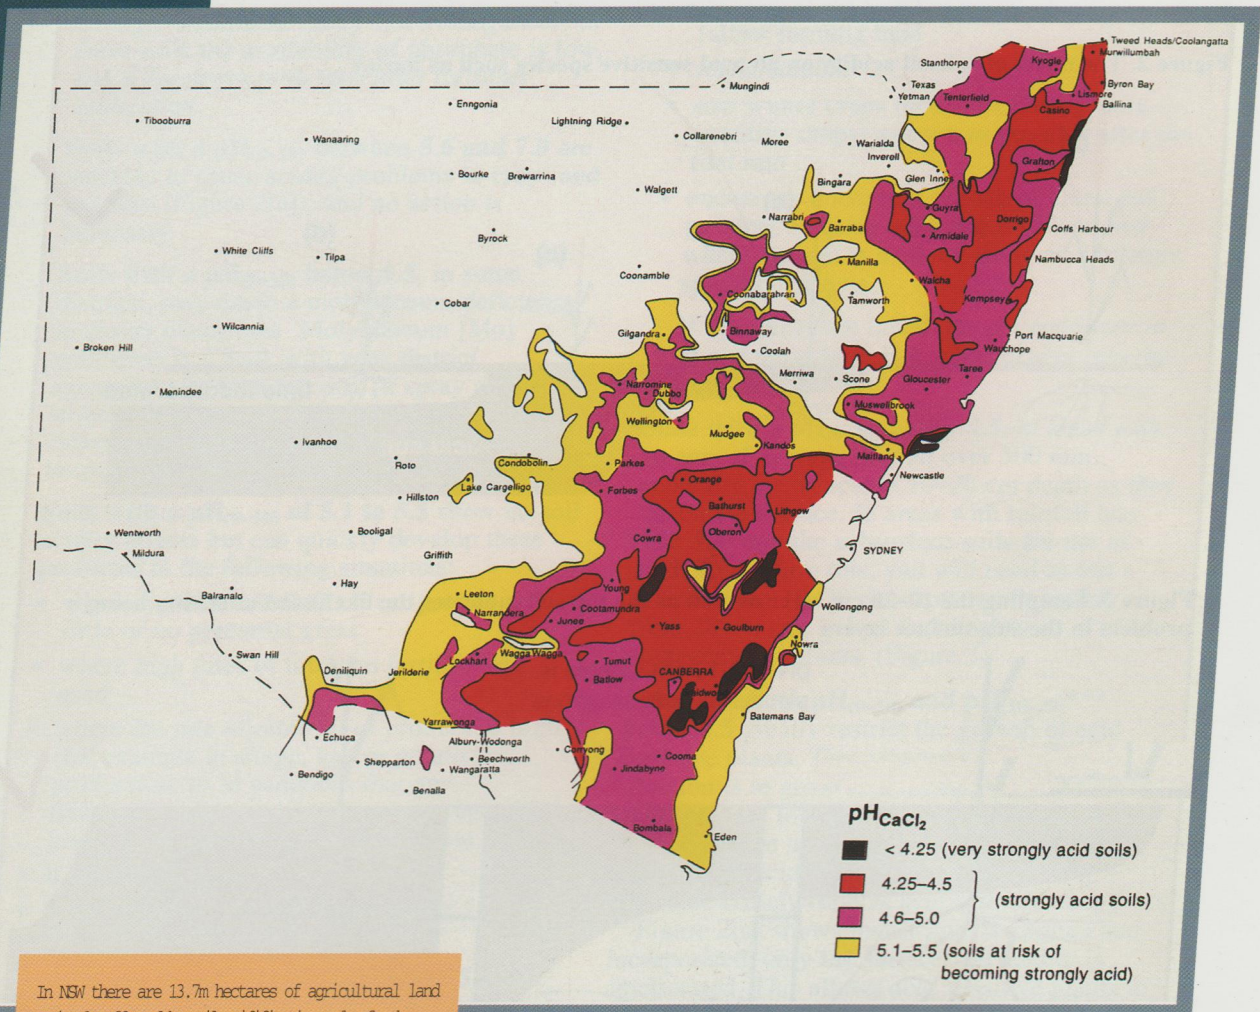 Tweed Heads/Coolangatta
Murwillumbah
Kyogle
Stanthorpe
Byron Bay
Texas
Mungindi
Lismore
Yetman
Tenterfield
Ballina
Enngonia
Casino
Tibooburra
Lightning Ridge
Wanaaring
Collarenebri
Moree
Warialda
Inverell
Grafton
Bourke
Brewarrina
Glen Innes
Bingara
Walgett
Guyra
Narrabri
Dorrigo
Barraba
Coffs Harbour
Byrock
Armidale
White Cliffs
Tilpa
Nambucca Heads
Manilla
Coonamble
Walcha
Coonabarahran
Tamworth
Kempsey
Cobar
Wilcannia
Gilgandra
Binnaway
Port Macquarie
Broken Hill
Wauchope
Coolah
Taree
Merriwa
Scone
Gloucester
Narromine
Menindee
Dubbo
Muswellbrook
Wellington
Mudgee
Ivanhoe
Kandos
Maitland
Roto
Condobolin
Parkes
Newcastle
Orange
Lake Cargelligo
Forbes
Hillston
Bathurst
Lithgow
Wentworth
Booligal
Oberon
Cowra
Mildura
SYDNEY
Griffith
Hay
Young
Balranald
Leeton
Wollongong
Cootamundra
Narrandera
Junee
Yass
Goulburn
Nowra
Swan Hill
Wagga Wagga
Lockhart
Tumut
Deniliquin
Jerilderie
CANBERRA
Batlow
Batemans Bay
Yarrawonga
Echuca
Albury-Wodonga
Corryong
Cooma
Beechworth
Shepparton
Wangaratta
Jindabyne
Bendigo
Benalla
Bombala
Eden
pHCaCl2
< 4.25 (very strongly acid soils)
4.25–4.5
(strongly acid soils)
4.6–5.0
5.1–5.5 (soils at risk of
becoming strongly acid)
In NSW there are 13.7m hectares of agricultural land